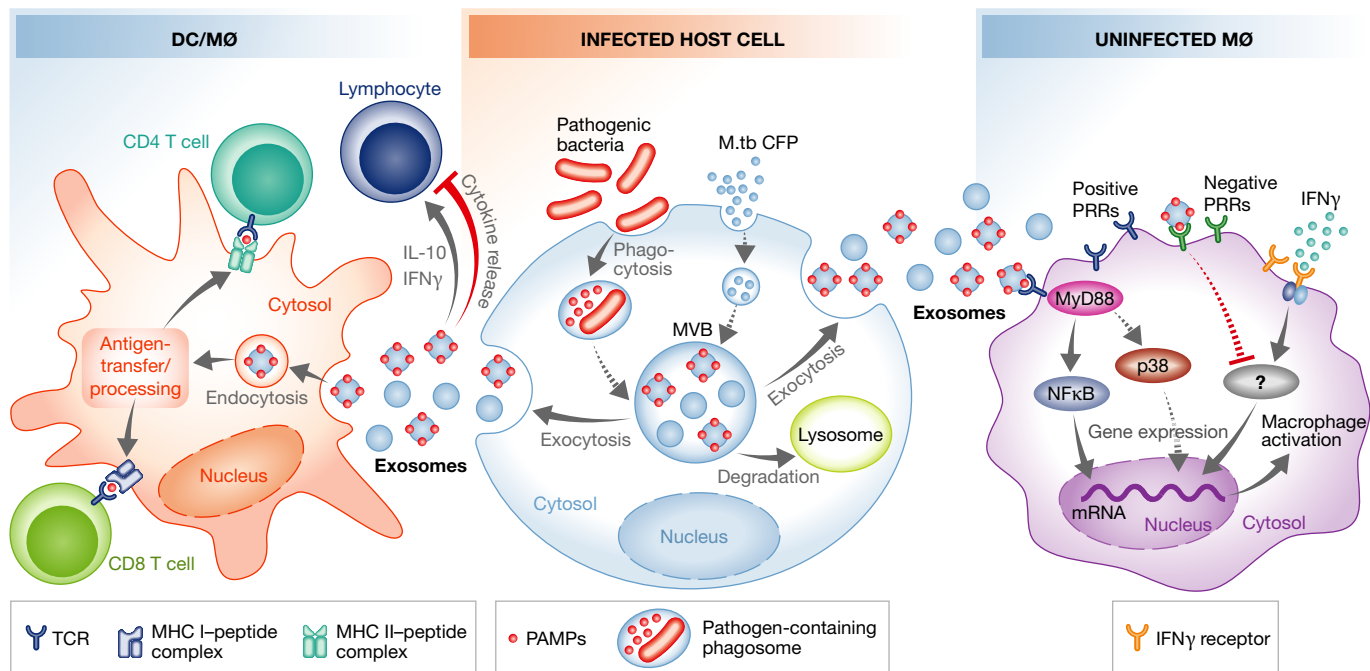 DC/MØ
INFECTED HOST CELL
UNINFECTED MØ
Lymphocyte
CD4 T cell
Cytosol
Antigen-
transfer/
processing
Endocytosis
Nucleus
CD8 T cell
IL-10
IFNγ
Cytokine release
Exosomes
Pathogenic
bacteria
M.tb CFP
Phago-
cytosis
MVB
Exocytosis
Exocytosis
Lysosome
Degradation
Cytosol
Nucleus
Exosomes
Positive
PRRs
Negative
PRRs
IFNγ
MyD88
p38
NFκB
?
Gene expression
Macrophage
activation
mRNA
Nucleus
Cytosol
TCR
MHC I–peptide
complex
MHC II–peptide
complex
PAMPs
Pathogen-containing
phagosome
IFNγ receptor